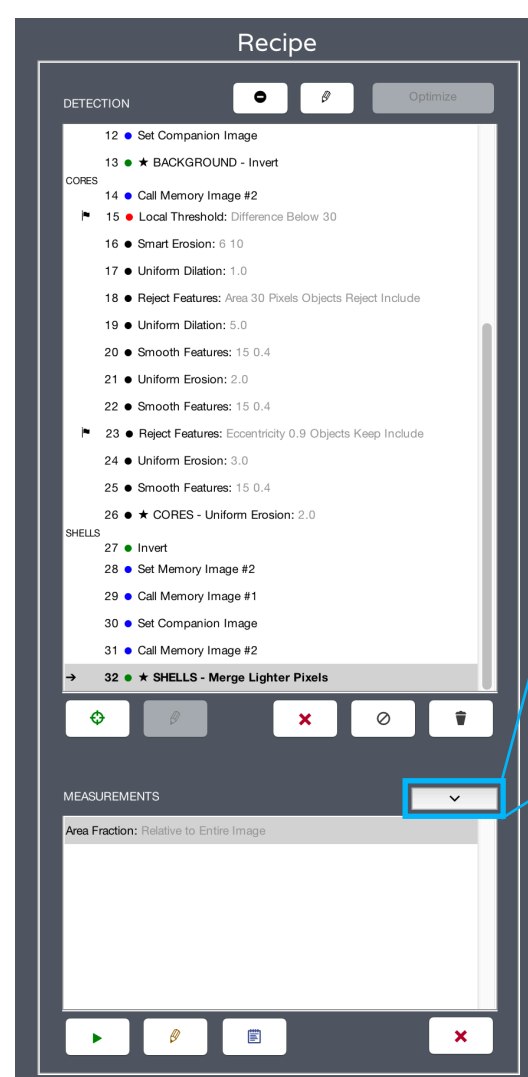 Recipe
DETECTION
Optimize
12 ● Set Companion Image
13 ● ★ BACKGROUND - Invert
CORES
14 ● Call Memory Image #2
15 ● Local Threshold: Difference Below 30
16 ● Smart Erosion: 6 10
17 ● Uniform Dilation: 1.0
18 ● Reject Features: Area 30 Pixels Objects Reject Include
19 ● Uniform Dilation: 5.0
20 ● Smooth Features: 15 0.4
21 ● Uniform Erosion: 2.0
22 ● Smooth Features: 15 0.4
23 ● Reject Features: Eccentricity 0.9 Objects Keep Include
24 ● Uniform Erosion: 3.0
25 ● Smooth Features: 15 0.4
26 ● ★ CORES - Uniform Erosion: 2.0
SHELLS
27 ● Invert
28 ● Set Memory Image #2
29 ● Call Memory Image #1
30 ● Set Companion Image
31 ● Call Memory Image #2
➔ 32 ● ★ SHELLS - Merge Lighter Pixels
MEASUREMENTS
Area Fraction: Relative to Entire Image